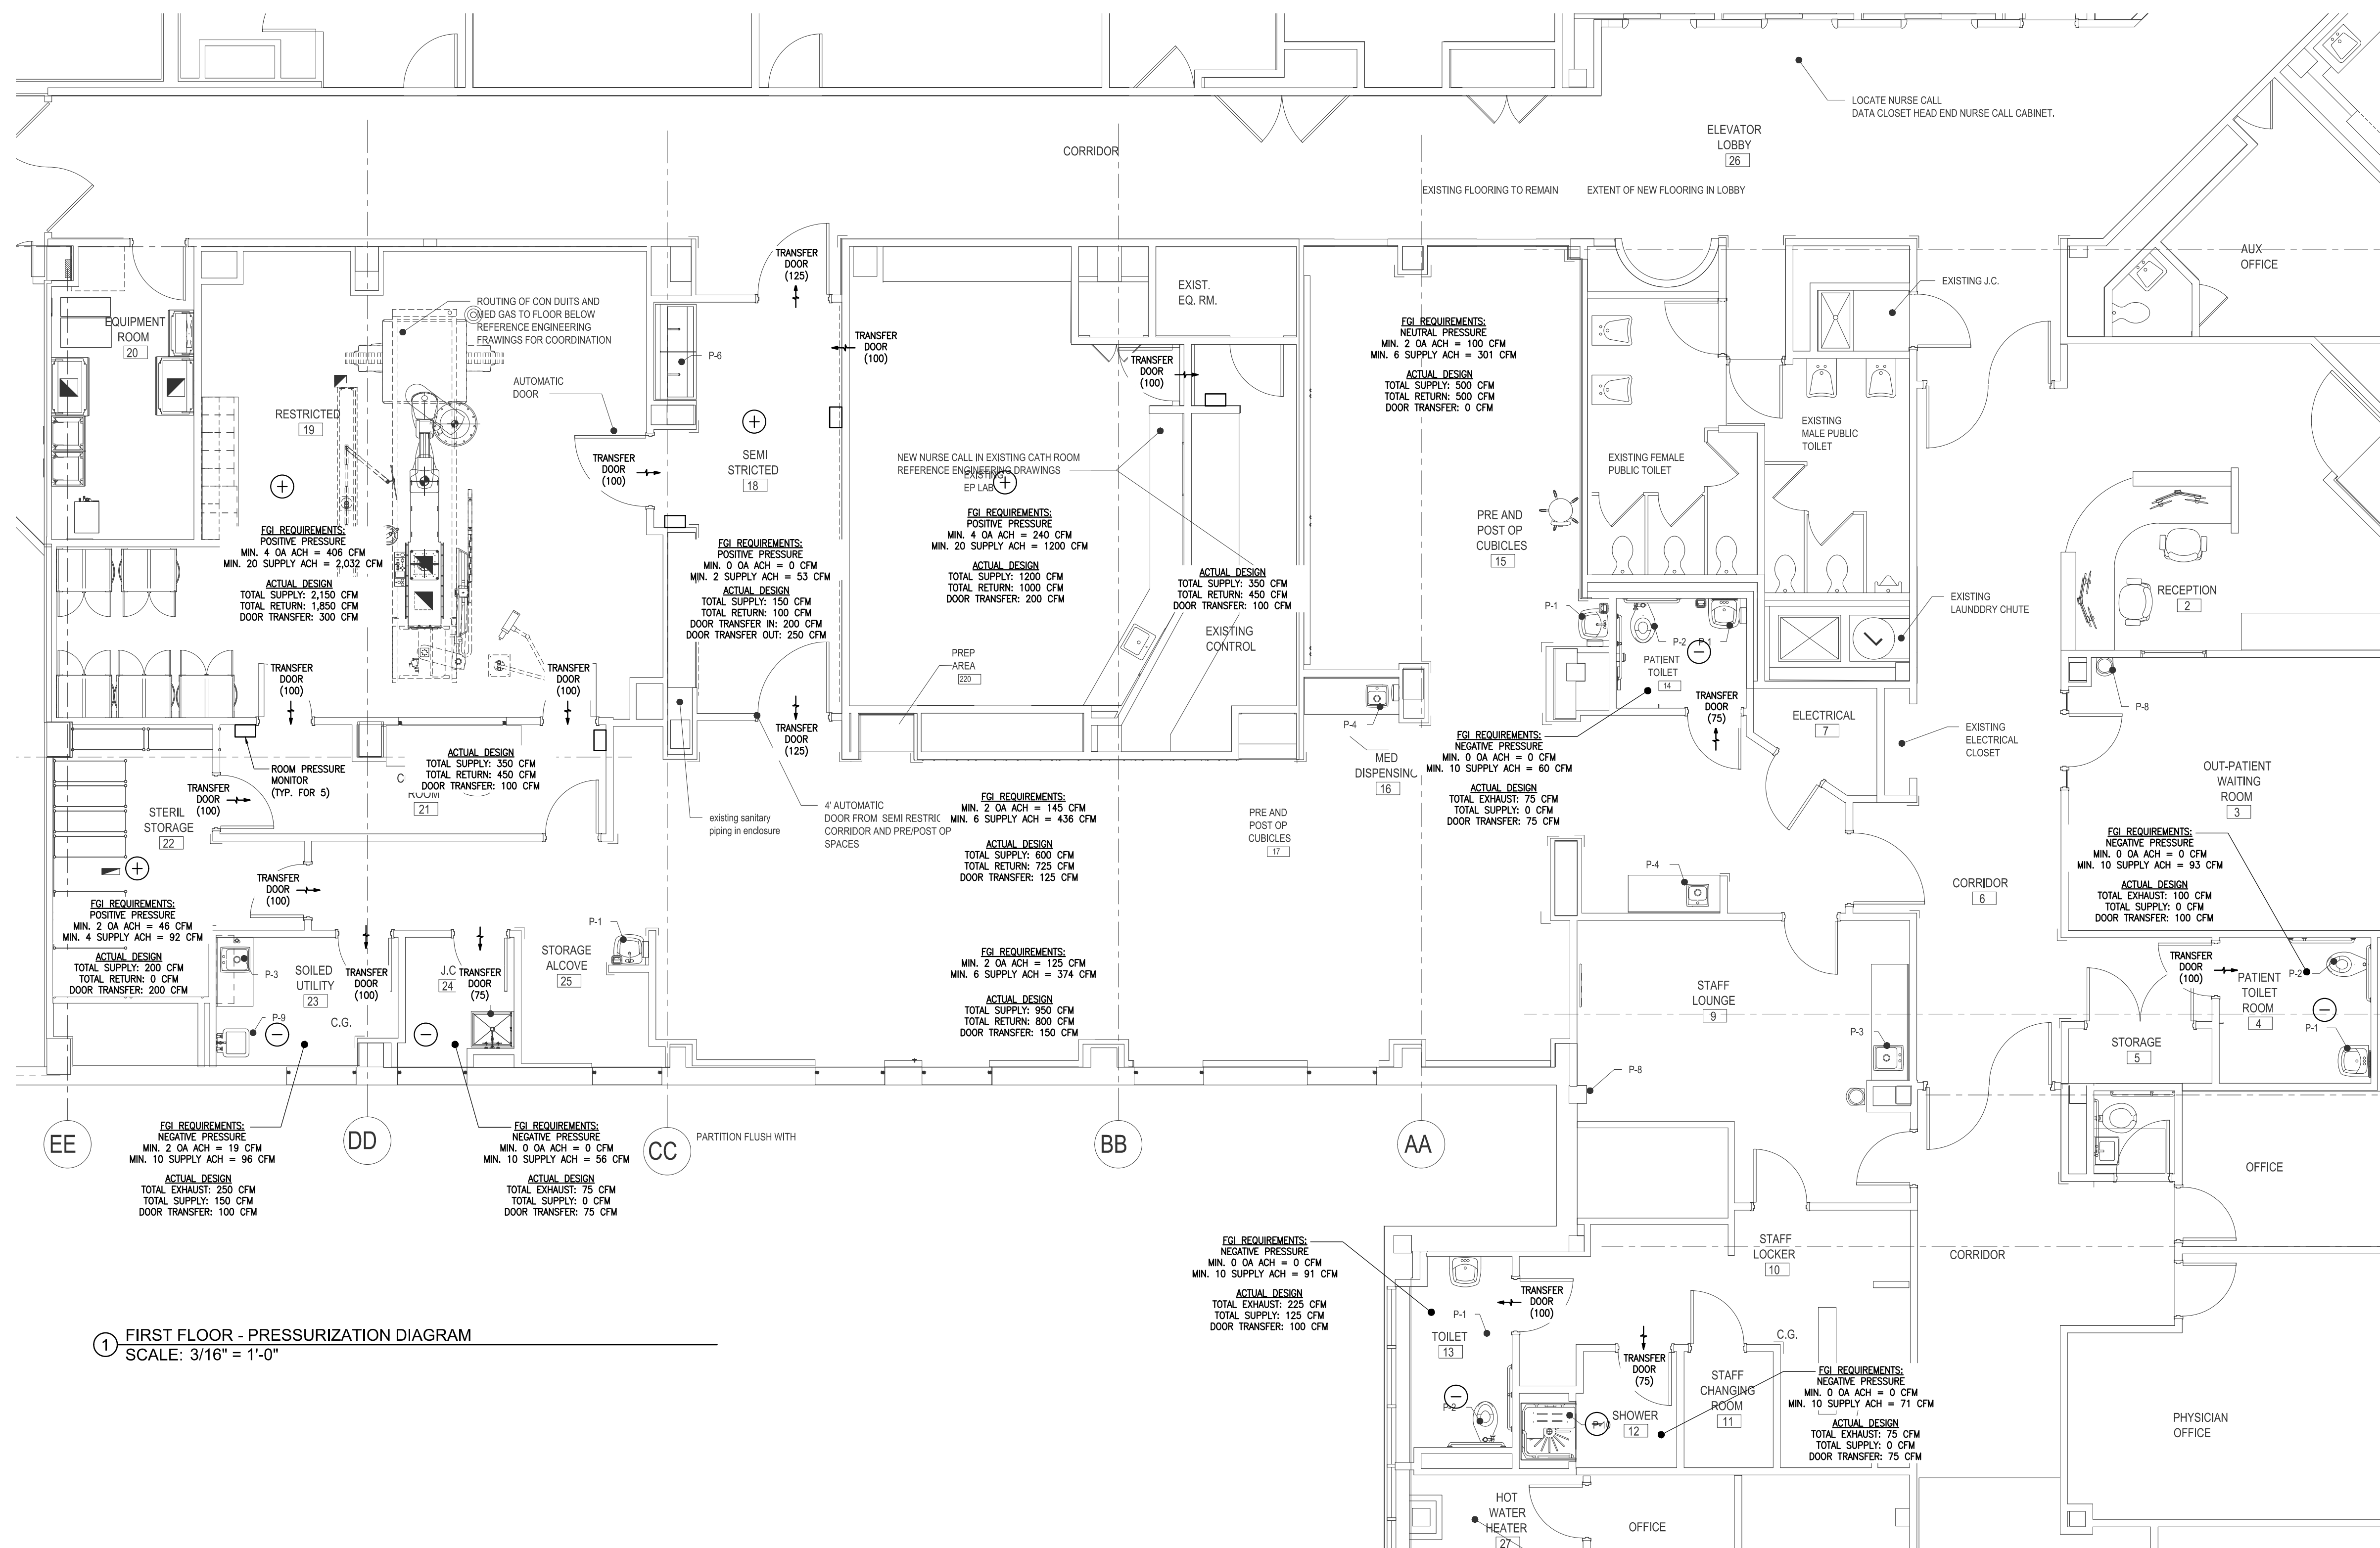 LOCATE NURSE CALL
DATA CLOSET HEAD END NURSE CALL CABINET.
ELEVATOR
LOBBY
26
CORRIDOR
EXISTING FLOORING TO REMAIN
EXTENT OF NEW FLOORING IN LOBBY
AUX
OFFICE
EXISTING J.C.
EXIST.
EQ. RM.
TRANSFER
DOOR
(125)
EQUIPMENT
ROOM
20
ROUTING OF CON DUITS AND
MED GAS TO FLOOR BELOW
REFERENCE ENGINEERING
FRAWINGS FOR COORDINATION
AUTOMATIC
DOOR
P-6
TRANSFER
DOOR
(100)
TRANSFER
DOOR
(100)
FGI REQUIREMENTS:
NEUTRAL PRESSURE
MIN. 2 OA ACH = 100 CFM
MIN. 6 SUPPLY ACH = 301 CFM
ACTUAL DESIGN
TOTAL SUPPLY: 500 CFM
TOTAL RETURN: 500 CFM
DOOR TRANSFER: 0 CFM
RESTRICTED
19
TRANSFER
DOOR
(100)
SEMI
STRICTED
18
NEW NURSE CALL IN EXISTING CATH ROOM
REFERENCE ENGINEERING DRAWINGS
EXISTING
EP LAB
EXISTING FEMALE
PUBLIC TOILET
EXISTING
MALE PUBLIC
TOILET
PRE AND
POST OP
CUBICLES
15
FGI REQUIREMENTS:
POSITIVE PRESSURE
MIN. 4 OA ACH = 406 CFM
MIN. 20 SUPPLY ACH = 2,032 CFM
ACTUAL DESIGN
TOTAL SUPPLY: 2,150 CFM
TOTAL RETURN: 1,850 CFM
DOOR TRANSFER: 300 CFM
FGI REQUIREMENTS:
POSITIVE PRESSURE
MIN. 0 OA ACH = 0 CFM
MIN. 2 SUPPLY ACH = 53 CFM
ACTUAL DESIGN
TOTAL SUPPLY: 150 CFM
TOTAL RETURN: 100 CFM
DOOR TRANSFER IN: 200 CFM
DOOR TRANSFER OUT: 250 CFM
FGI REQUIREMENTS:
POSITIVE PRESSURE
MIN. 4 OA ACH = 240 CFM
MIN. 20 SUPPLY ACH = 1200 CFM
ACTUAL DESIGN
TOTAL SUPPLY: 1200 CFM
TOTAL RETURN: 1000 CFM
DOOR TRANSFER: 200 CFM
ACTUAL DESIGN
TOTAL SUPPLY: 350 CFM
TOTAL RETURN: 450 CFM
DOOR TRANSFER: 100 CFM
EXISTING
CONTROL
RECEPTION
2
EXISTING
LAUNDDRY CHUTE
P-1
P-2
P-1
PATIENT
TOILET
14
TRANSFER
DOOR
(75)
PREP
AREA
220
TRANSFER
DOOR
(100)
TRANSFER
DOOR
(100)
TRANSFER
DOOR
(125)
P-4
MED
DISPENSING
16
FGI REQUIREMENTS:
NEGATIVE PRESSURE
MIN. 0 OA ACH = 0 CFM
MIN. 10 SUPPLY ACH = 60 CFM
ACTUAL DESIGN
TOTAL EXHAUST: 75 CFM
TOTAL SUPPLY: 0 CFM
DOOR TRANSFER: 75 CFM
ELECTRICAL
7
EXISTING
ELECTRICAL
CLOSET
P-8
OUT-PATIENT
WAITING
ROOM
3
ROOM PRESSURE
MONITOR
(TYP. FOR 5)
ACTUAL DESIGN
TOTAL SUPPLY: 350 CFM
TOTAL RETURN: 450 CFM
DOOR TRANSFER: 100 CFM
ROOM
21
TRANSFER
DOOR
(100)
STERIL
STORAGE
22
existing sanitary
piping in enclosure
4' AUTOMATIC
DOOR FROM SEMI RESTRIC
CORRIDOR AND PRE/POST OP
SPACES
FGI REQUIREMENTS:
MIN. 2 OA ACH = 145 CFM
MIN. 6 SUPPLY ACH = 436 CFM
ACTUAL DESIGN
TOTAL SUPPLY: 600 CFM
TOTAL RETURN: 725 CFM
DOOR TRANSFER: 125 CFM
PRE AND
POST OP
CUBICLES
17
FGI REQUIREMENTS:
NEGATIVE PRESSURE
MIN. 0 OA ACH = 0 CFM
MIN. 10 SUPPLY ACH = 93 CFM
ACTUAL DESIGN
TOTAL EXHAUST: 100 CFM
TOTAL SUPPLY: 0 CFM
DOOR TRANSFER: 100 CFM
TRANSFER
DOOR
(100)
P-4
CORRIDOR
6
FGI REQUIREMENTS:
POSITIVE PRESSURE
MIN. 2 OA ACH = 46 CFM
MIN. 4 SUPPLY ACH = 92 CFM
ACTUAL DESIGN
TOTAL SUPPLY: 200 CFM
TOTAL RETURN: 0 CFM
DOOR TRANSFER: 200 CFM
P-3
SOILED
UTILITY
23
C.G.
P-9
TRANSFER
DOOR
(100)
J.C
24
TRANSFER
DOOR
(75)
STORAGE
ALCOVE
25
P-1
FGI REQUIREMENTS:
MIN. 2 OA ACH = 125 CFM
MIN. 6 SUPPLY ACH = 374 CFM
ACTUAL DESIGN
TOTAL SUPPLY: 950 CFM
TOTAL RETURN: 800 CFM
DOOR TRANSFER: 150 CFM
STAFF
LOUNGE
9
P-3
P-8
TRANSFER
DOOR
(100)
PATIENT
TOILET
ROOM
4
P-2
P-1
STORAGE
5
EE
DD
CC
BB
AA
PARTITION FLUSH WITH
FGI REQUIREMENTS:
NEGATIVE PRESSURE
MIN. 2 OA ACH = 19 CFM
MIN. 10 SUPPLY ACH = 96 CFM
ACTUAL DESIGN
TOTAL EXHAUST: 250 CFM
TOTAL SUPPLY: 150 CFM
DOOR TRANSFER: 100 CFM
FGI REQUIREMENTS:
NEGATIVE PRESSURE
MIN. 0 OA ACH = 0 CFM
MIN. 10 SUPPLY ACH = 56 CFM
ACTUAL DESIGN
TOTAL EXHAUST: 75 CFM
TOTAL SUPPLY: 0 CFM
DOOR TRANSFER: 75 CFM
OFFICE
FGI REQUIREMENTS:
NEGATIVE PRESSURE
MIN. 0 OA ACH = 0 CFM
MIN. 10 SUPPLY ACH = 91 CFM
ACTUAL DESIGN
TOTAL EXHAUST: 225 CFM
TOTAL SUPPLY: 125 CFM
DOOR TRANSFER: 100 CFM
STAFF
LOCKER
10
CORRIDOR
TRANSFER
DOOR
(100)
P-1
TOILET
13
P-2
C.G.
TRANSFER
DOOR
(75)
STAFF
CHANGING
ROOM
11
P-10
SHOWER
12
FGI REQUIREMENTS:
NEGATIVE PRESSURE
MIN. 0 OA ACH = 0 CFM
MIN. 10 SUPPLY ACH = 71 CFM
ACTUAL DESIGN
TOTAL EXHAUST: 75 CFM
TOTAL SUPPLY: 0 CFM
DOOR TRANSFER: 75 CFM
PHYSICIAN
OFFICE
HOT
WATER
HEATER
27
OFFICE
1
FIRST FLOOR - PRESSURIZATION DIAGRAM
SCALE: 3/16" = 1'-0"